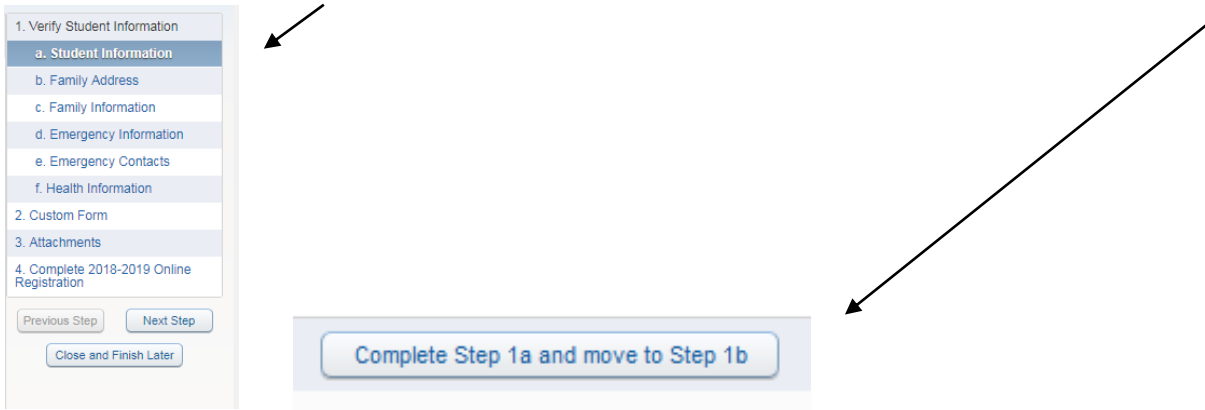 1. Verify Student Information
a. Student Information
b. Family Address
c. Family Information
d. Emergency Information
e. Emergency Contacts
f. Health Information
2. Custom Form
3. Attachments
4. Complete 2018-2019 Online
Registration
Previous Step Next Step
Close and Finish Later
Complete Step 1a and move to Step 1b